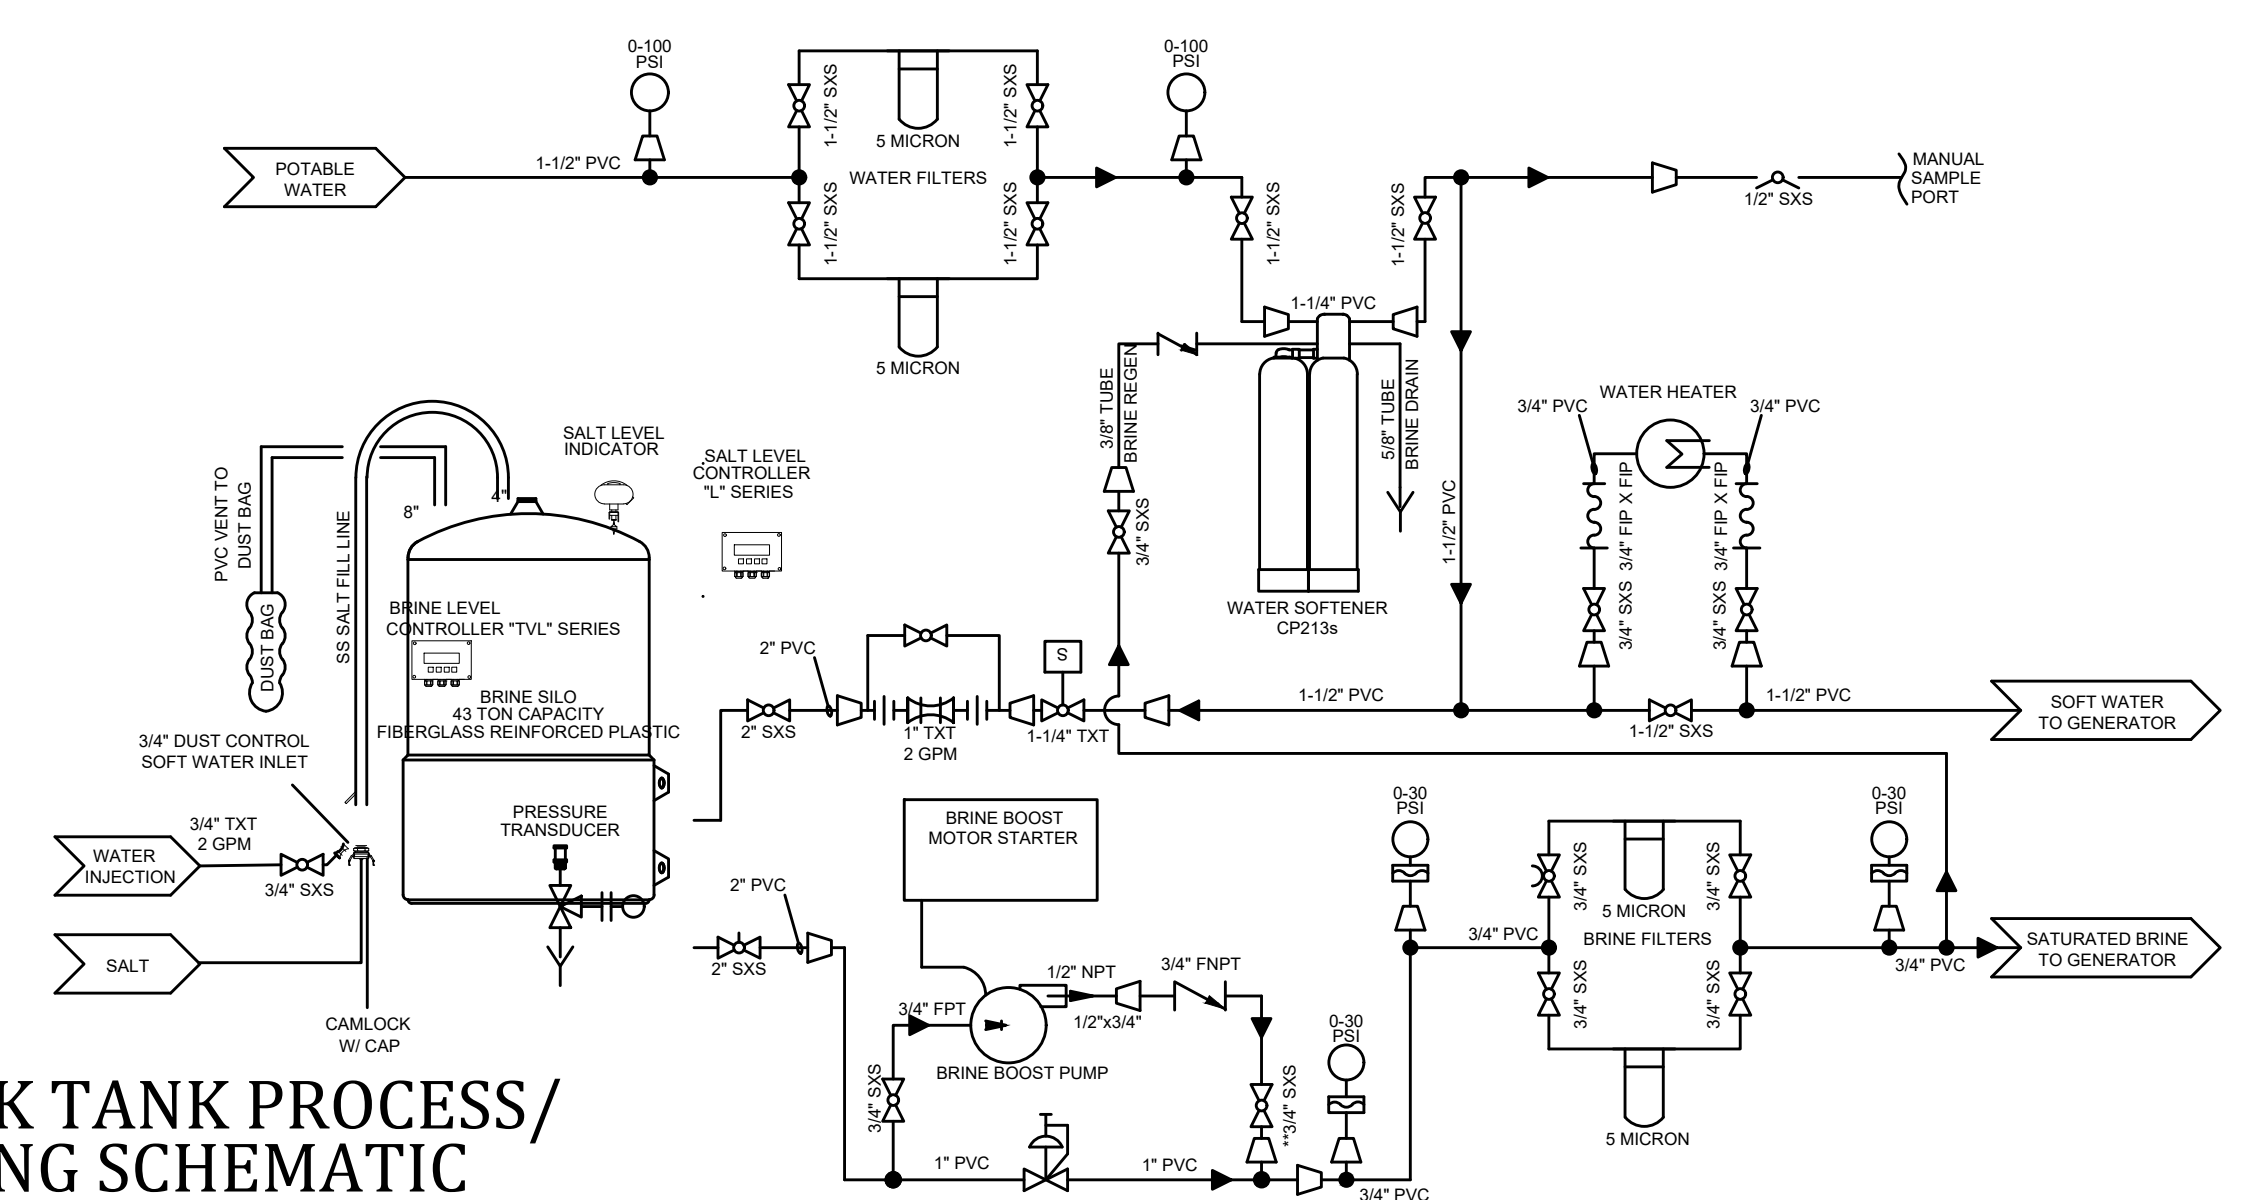 0-100
PSI
0-100
PSI
1-1/2" SXS
1-1/2" SXS
5 MICRON
1-1/2" PVC
POTABLE
WATER
WATER FILTERS
1-1/2" SXS
1-1/2" SXS
5 MICRON
1-1/2" SXS
1-1/2" SXS
1/2" SXS
MANUAL
SAMPLE
PORT
1-1/4" PVC
3/8" TUBE
BRINE REGEN
5/8" TUBE
BRINE DRAIN
3/4" SXS
WATER SOFTENER
CP213s
1-1/2" PVC
WATER HEATER
3/4" PVC
3/4" PVC
3/4" FIP X FIP
3/4" FIP X FIP
3/4" SXS
3/4" SXS
SALT LEVEL
INDICATOR
SALT LEVEL
CONTROLLER
"L" SERIES
4"
8"
PVC VENT TO
DUST BAG
SS SALT FILL LINE
DUST BAG
BRINE LEVEL
CONTROLLER "TVL" SERIES
BRINE SILO
43 TON CAPACITY
FIBERGLASS REINFORCED PLASTIC
2" PVC
2" SXS
1" TXT
2 GPM
S
1-1/4" TXT
1-1/2" PVC
1-1/2" SXS
1-1/2" PVC
SOFT WATER
TO GENERATOR
3/4" DUST CONTROL
SOFT WATER INLET
3/4" TXT
2 GPM
WATER
INJECTION
3/4" SXS
SALT
CAMLOCK
W/ CAP
PRESSURE
TRANSDUCER
2" PVC
2" SXS
BRINE BOOST
MOTOR STARTER
3/4" FPT
1/2" NPT
1/2"x3/4"
3/4" FNPT
BRINE BOOST PUMP
3/4" SXS
**3/4" SXS
1" PVC
1" PVC
0-30
PSI
3/4" PVC
0-30
PSI
0-30
PSI
3/4" SXS
3/4" SXS
5 MICRON
3/4" PVC
BRINE FILTERS
3/4" SXS
3/4" SXS
5 MICRON
3/4" PVC
SATURATED BRINE
TO GENERATOR
K TANK PROCESS/
NG SCHEMATIC